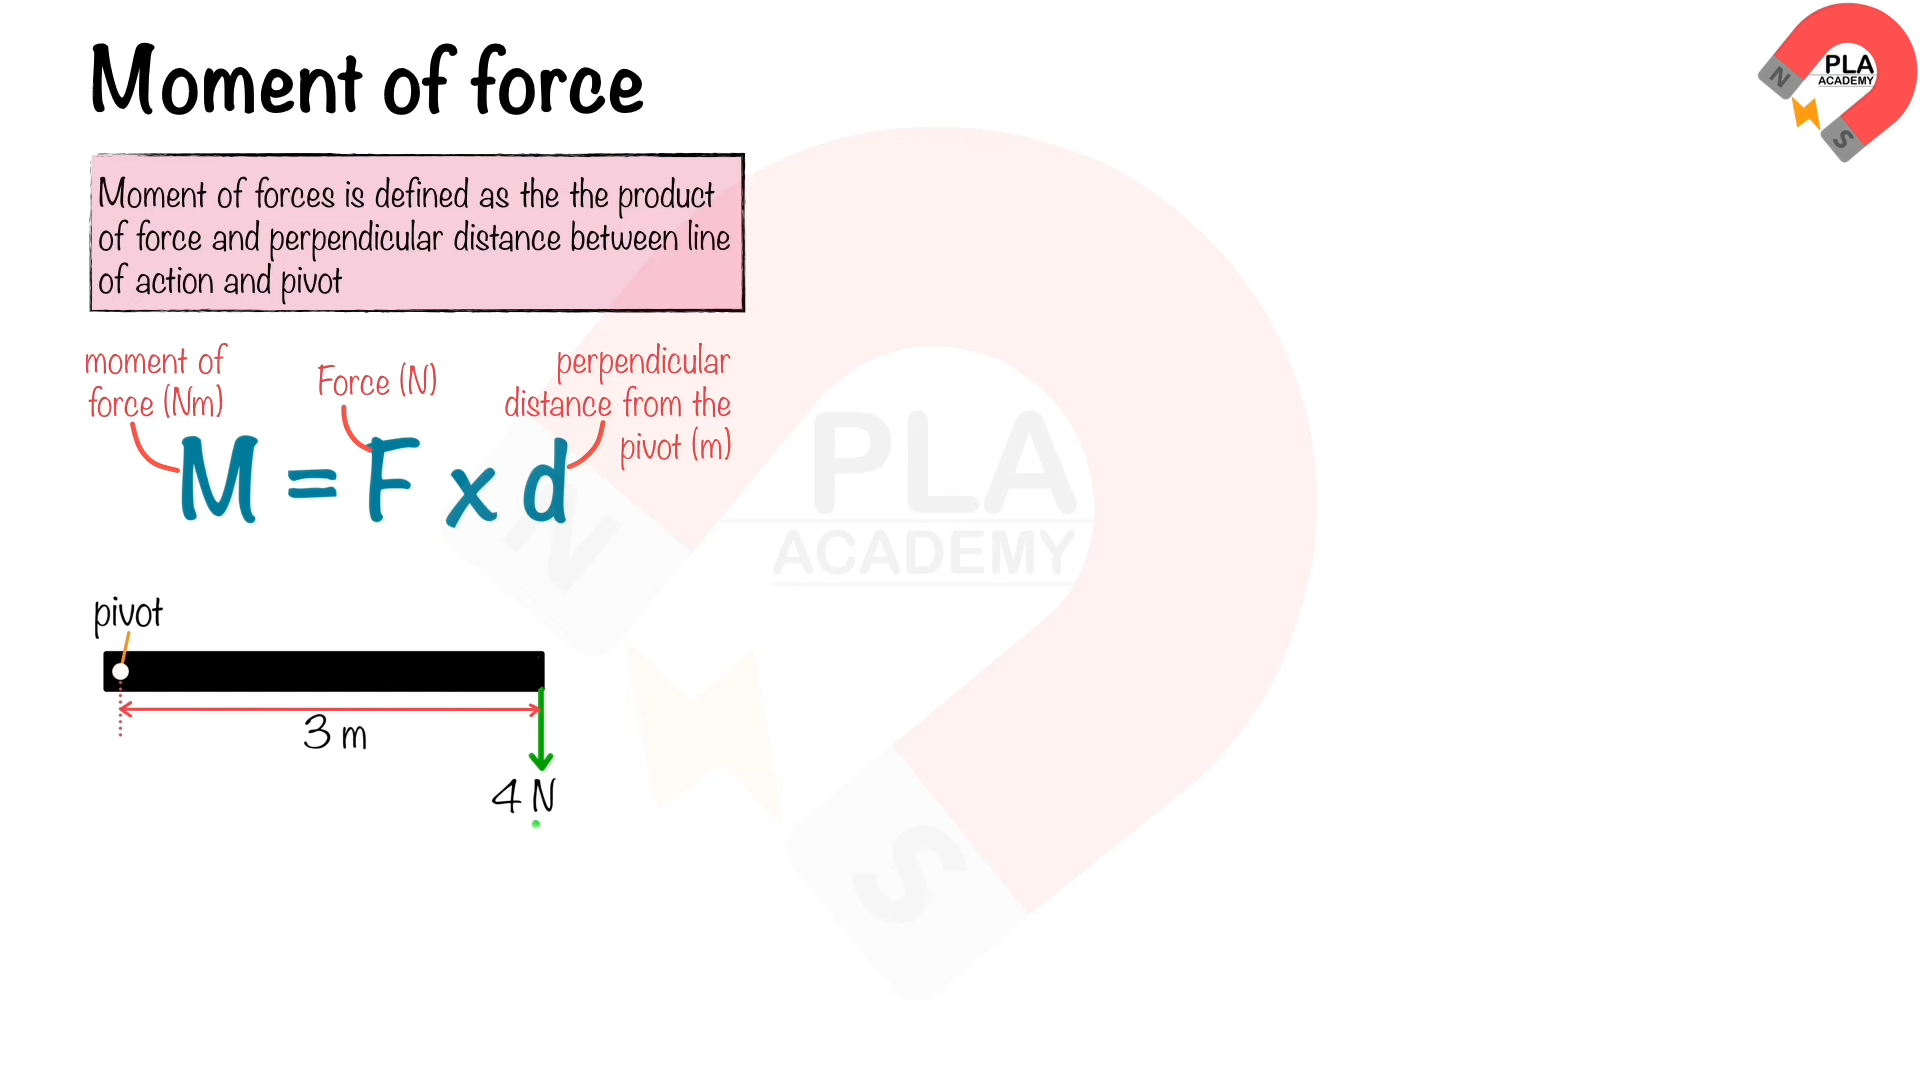 Moment of force
PLA
ACADEMY
N
S
Moment of forces is defined as the the product
of force and perpendicular distance between line
of action and pivot
moment of
force (Nm)
Force (N)
perpendicular
distance from the
pivot (m)
M = F x d
PLA
ACADEMY
N
S
pivot
3 m
4 N